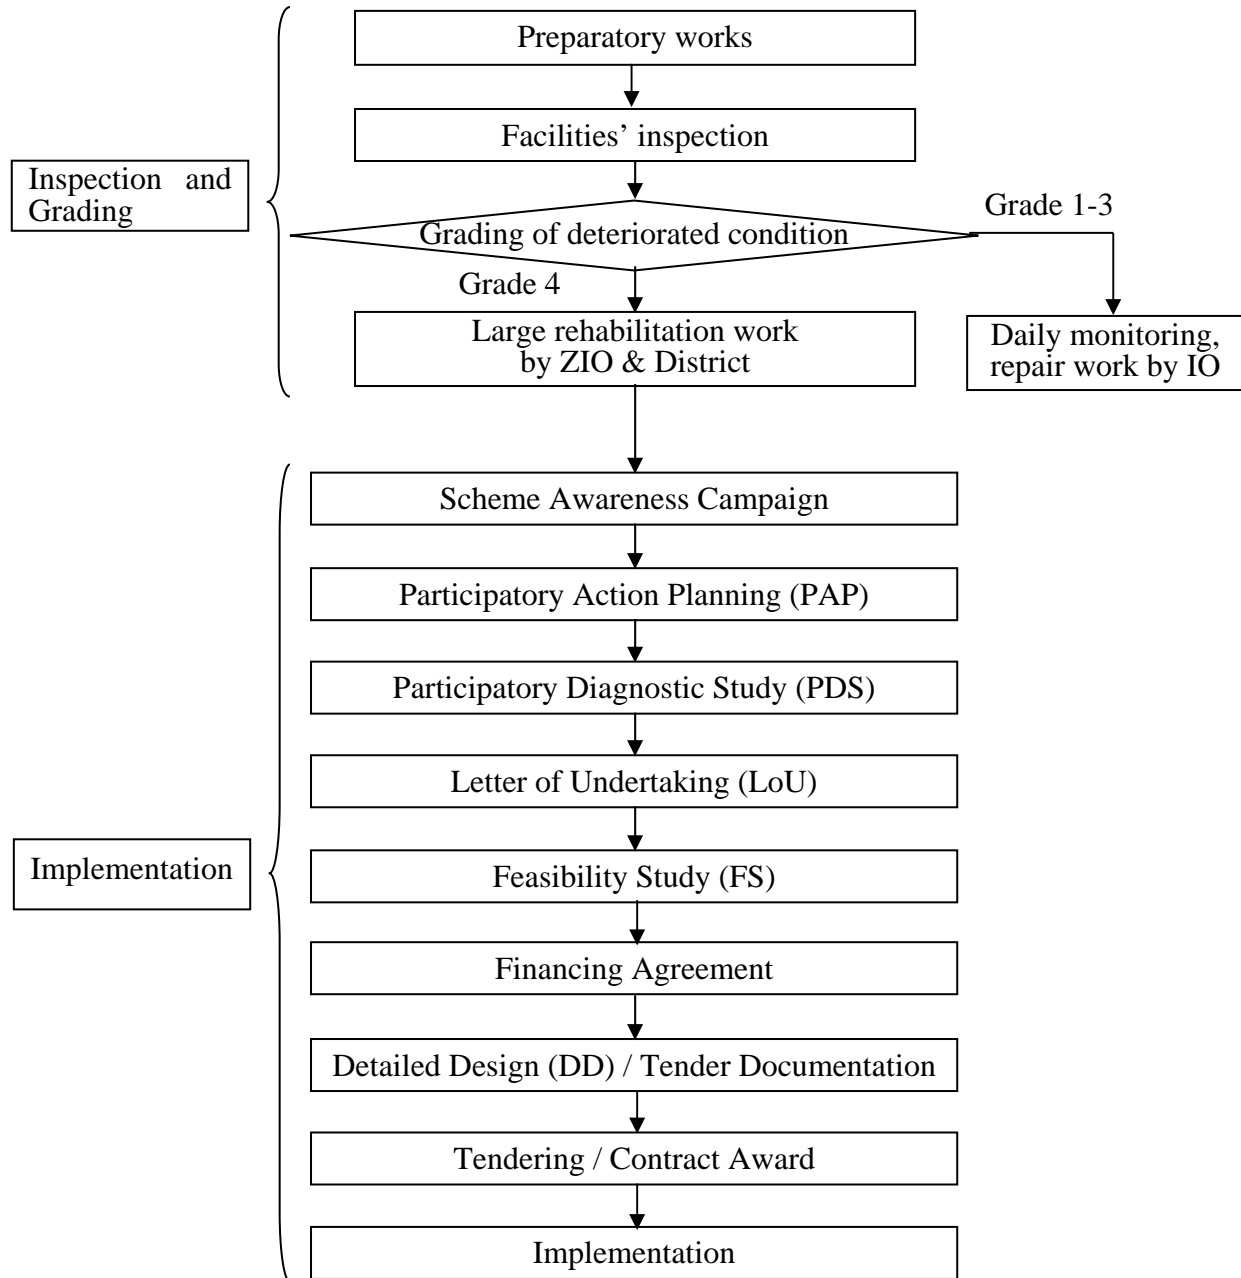 Preparatory works
Facilities’ inspection
Inspection and
Grading
Grade 1-3
Grading of deteriorated condition
Grade 4
Large rehabilitation work
by ZIO & District
Daily monitoring,
repair work by IO
Scheme Awareness Campaign
Participatory Action Planning (PAP)
Participatory Diagnostic Study (PDS)
Letter of Undertaking (LoU)
Implementation
Feasibility Study (FS)
Financing Agreement
Detailed Design (DD) / Tender Documentation
Tendering / Contract Award
Implementation